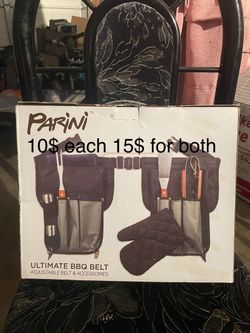 PARINI
10$ each 15$ for both
ULTIMATE BBQ BELT
ADJUSTABLE BELT & ACCESSORIES